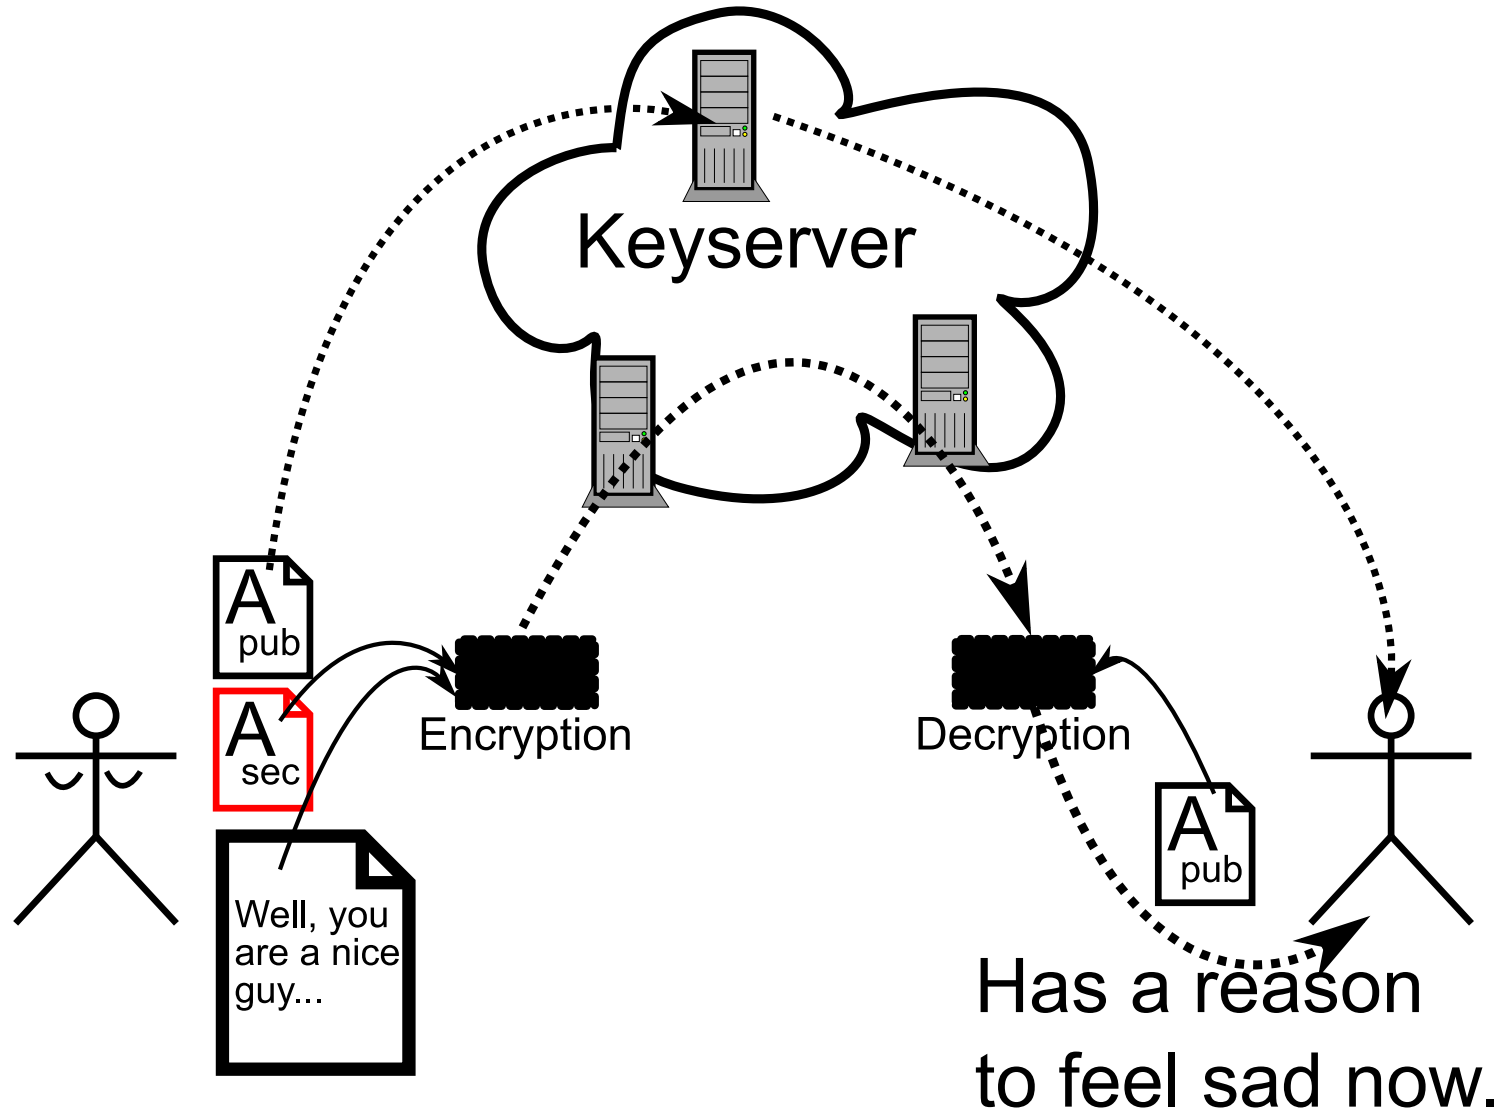 Keyserver
A
pub
A
sec
Encryption
Decryption
A
pub
Well, you
are a nice
guy...
Has a reason
to feel sad now.